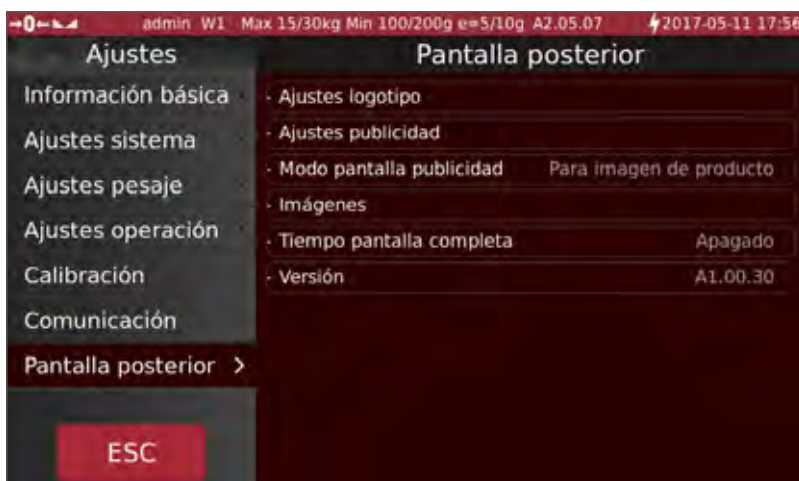 →0← admin W1 Max 15/30kg Min 100/200g e=5/10g A2.05.07 2017-05-11 17:56
Ajustes
Información básica
Ajustes sistema
Ajustes pesaje
Ajustes operación
Calibración
Comunicación
Pantalla posterior >
ESC
Pantalla posterior
· Ajustes logotipo
· Ajustes publicidad
· Modo pantalla publicidad Para imagen de producto
· Imágenes
· Tiempo pantalla completa Apagado
· Versión A1.00.30